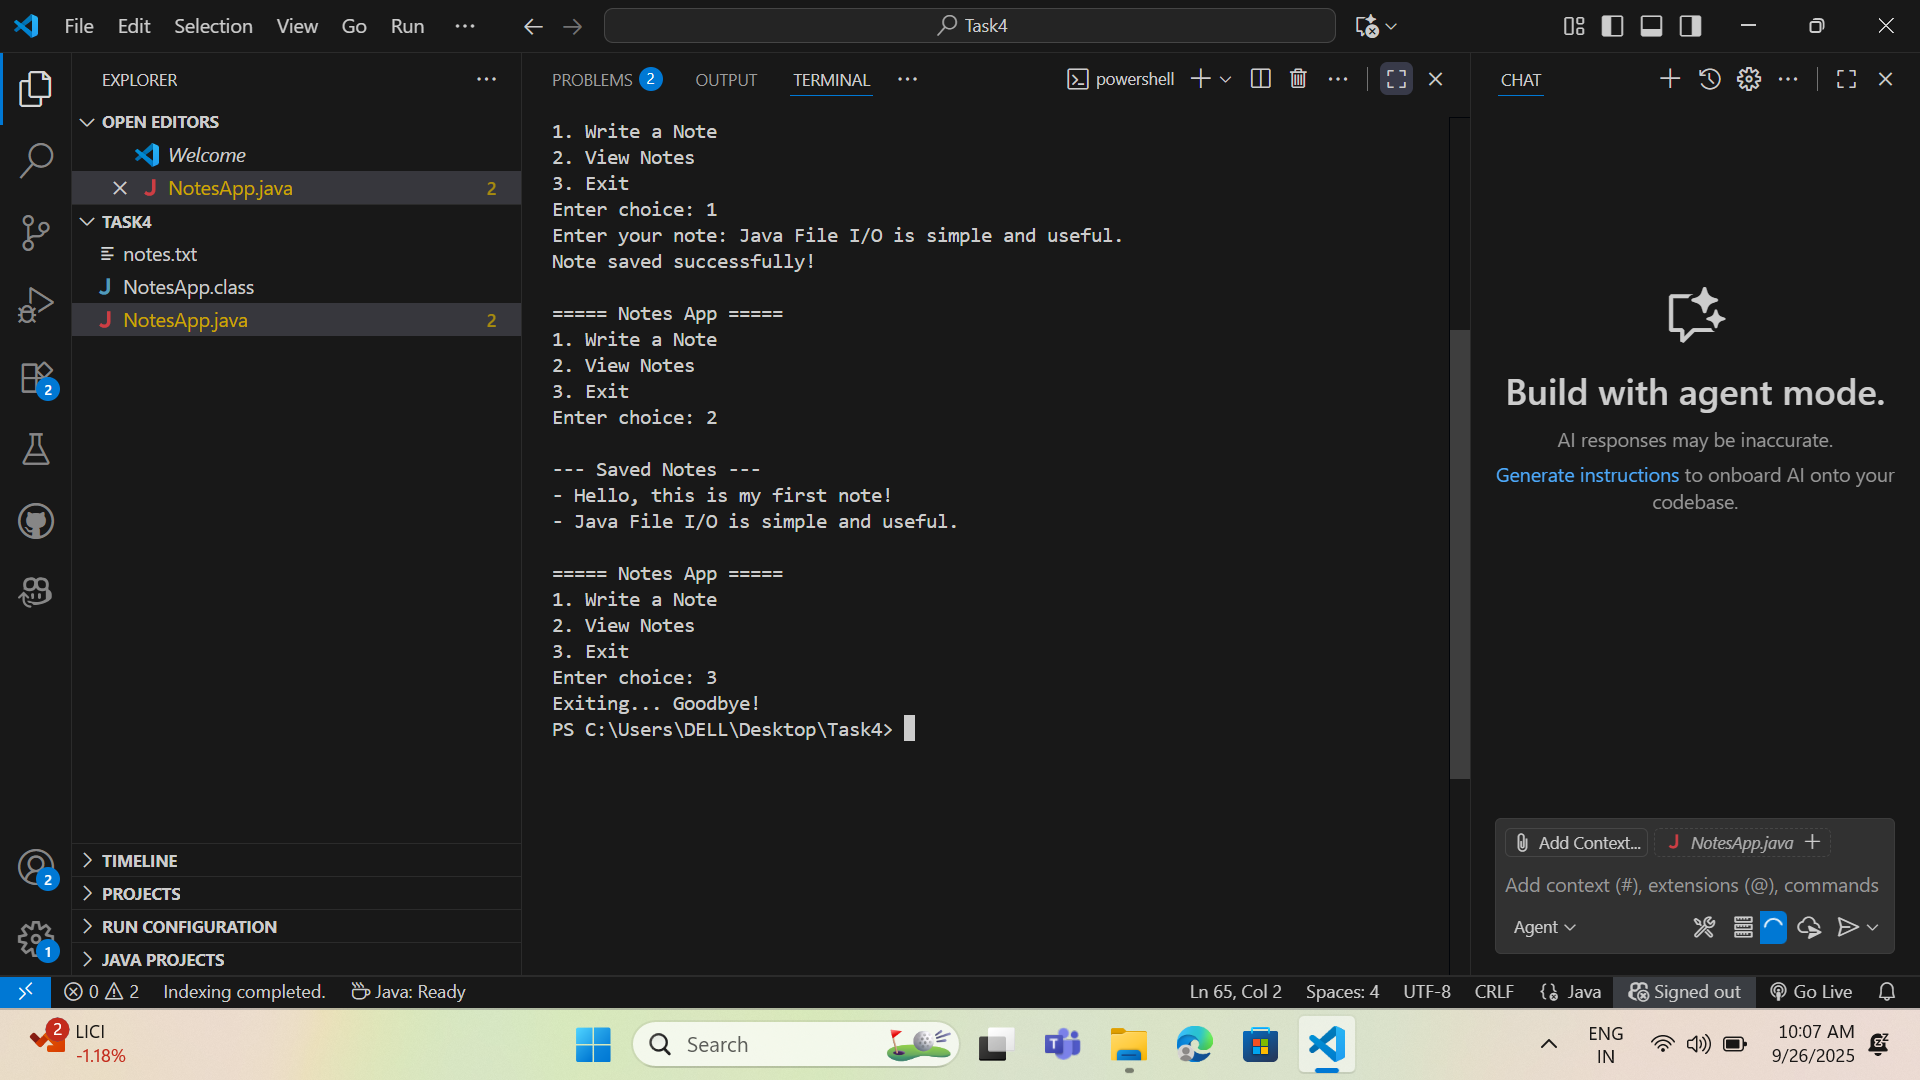 File Edit Selection View Go Run ··· Task4
EXPLORER ···
OPEN EDITORS
Welcome
NotesApp.java 2
TASK4
notes.txt
NotesApp.class
NotesApp.java 2
TIMELINE
PROJECTS
RUN CONFIGURATION
JAVA PROJECTS
2
2
1
PROBLEMS 2 OUTPUT TERMINAL ··· powershell ···
1. Write a Note
2. View Notes
3. Exit
Enter choice: 1
Enter your note: Java File I/O is simple and useful.
Note saved successfully!
===== Notes App =====
1. Write a Note
2. View Notes
3. Exit
Enter choice: 2
--- Saved Notes ---
- Hello, this is my first note!
- Java File I/O is simple and useful.
===== Notes App =====
1. Write a Note
2. View Notes
3. Exit
Enter choice: 3
Exiting... Goodbye!
PS C:\Users\DELL\Desktop\Task4>
CHAT ···
Build with agent mode.
AI responses may be inaccurate.
Generate instructions to onboard AI onto your
codebase.
Add Context... NotesApp.java +
Add context (#), extensions (@), commands
Agent
0 2 Indexing completed. Java: Ready Ln 65, Col 2 Spaces: 4 UTF-8 CRLF {} Java Signed out Go Live
2 LICI
-1.18%
Search
ENG
IN
10:07 AM
9/26/2025